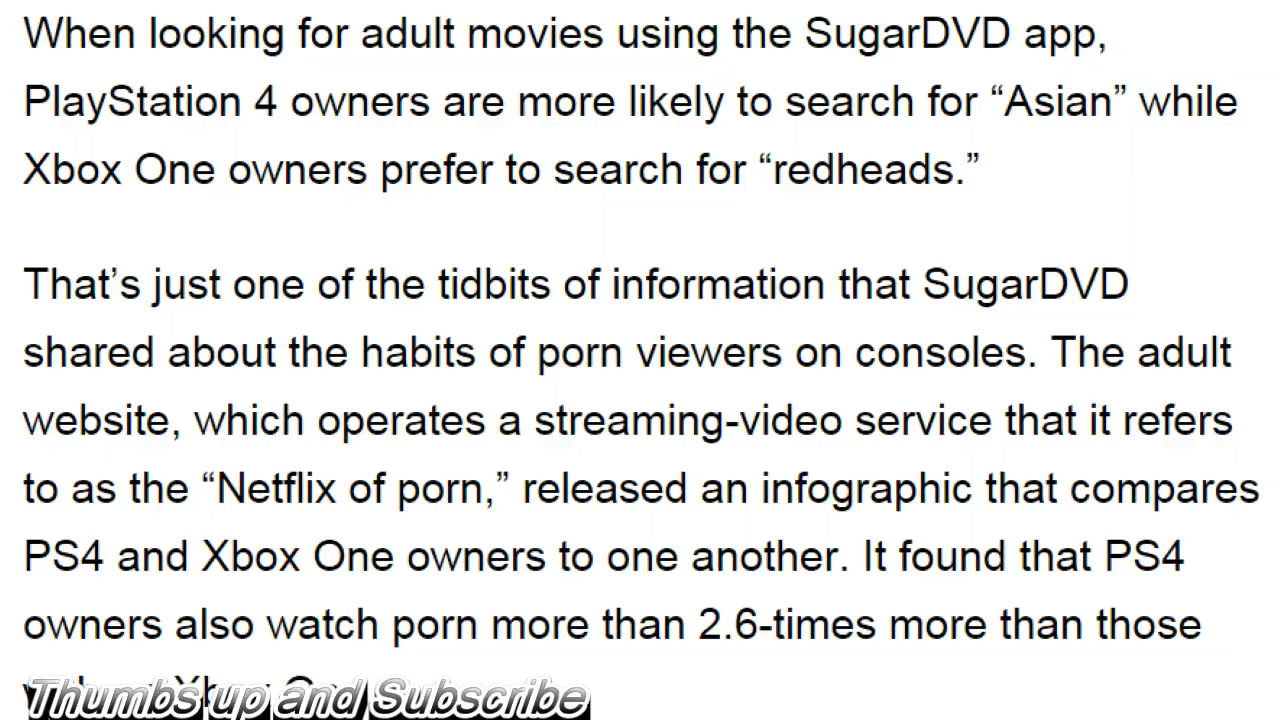 When looking for adult movies using the SugarDVD app,
PlayStation 4 owners are more likely to search for “Asian” while
Xbox One owners prefer to search for “redheads.”
That’s just one of the tidbits of information that SugarDVD
shared about the habits of porn viewers on consoles. The adult
website, which operates a streaming-video service that it refers
to as the “Netflix of porn,” released an infographic that compares
PS4 and Xbox One owners to one another. It found that PS4
owners also watch porn more than 2.6-times more than those
Thumbs up and Subscribe